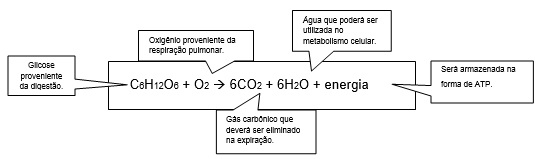 Oxigênio proveniente da
respiração pulmonar.
Água que poderá ser
utilizada no
metabolismo celular.
Glicose
proveniente
da digestão.
C6H12O6 + O2 → 6CO2 + 6H2O + energia
Será armazenada na
forma de ATP.
Gás carbônico que
deverá ser eliminado
na expiração.